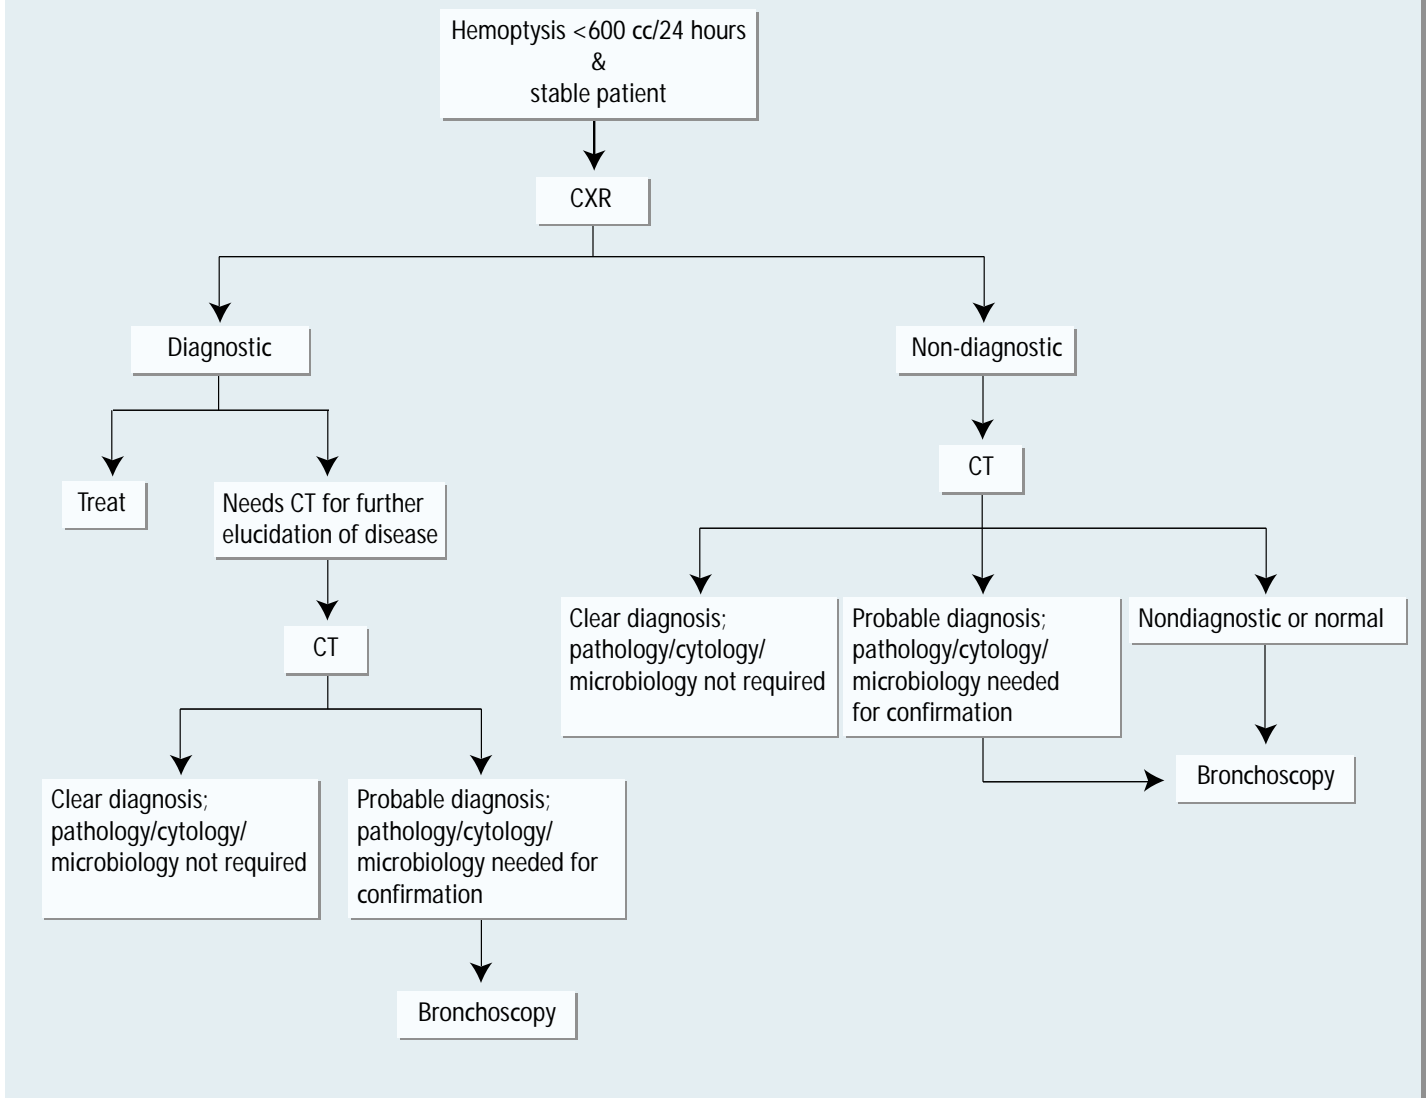 Hemoptysis <600 cc/24 hours
&
stable patient
CXR
Diagnostic
Non-diagnostic
Treat
Needs CT for further
elucidation of disease
CT
CT
Clear diagnosis;
pathology/cytology/
microbiology not required
Probable diagnosis;
pathology/cytology/
microbiology needed
for confirmation
Nondiagnostic or normal
Bronchoscopy
Clear diagnosis;
pathology/cytology/
microbiology not required
Probable diagnosis;
pathology/cytology/
microbiology needed for
confirmation
Bronchoscopy